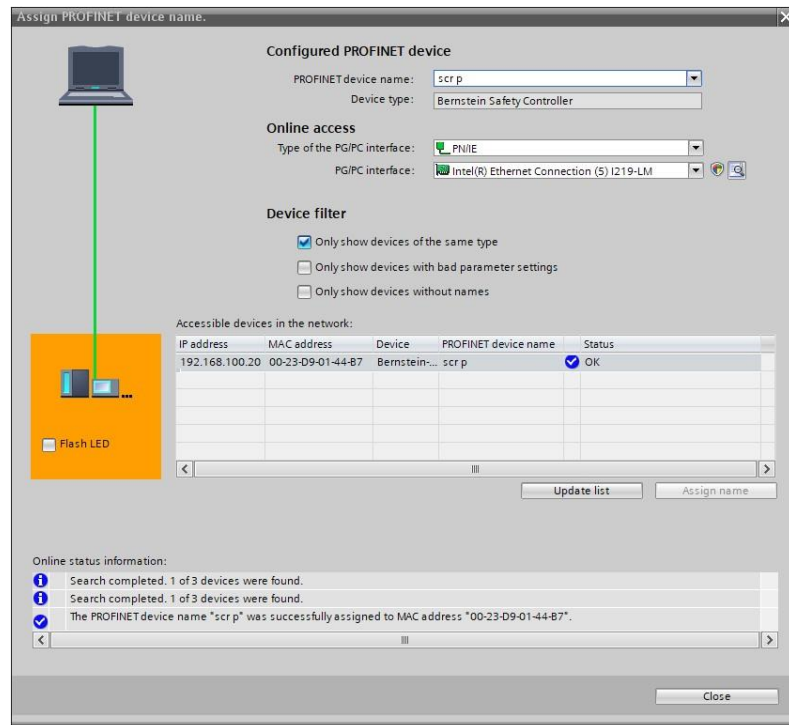 Assign PROFINET device name.
Configured PROFINET device
PROFINET device name: scr p
Device type: Bernstein Safety Controller
Online access
Type of the PG/PC interface: PN/IE
PG/PC interface: Intel(R) Ethernet Connection (5) I219-LM
Device filter
Only show devices of the same type
Only show devices with bad parameter settings
Only show devices without names
Accessible devices in the network:
IP address MAC address Device PROFINET device name Status
192.168.100.20 00-23-D9-01-44-B7 Bernstein-... scr p OK
Flash LED
Update list Assign name
Online status information:
Search completed. 1 of 3 devices were found.
Search completed. 1 of 3 devices were found.
The PROFINET device name "scr p" was successfully assigned to MAC address "00-23-D9-01-44-B7".
Close